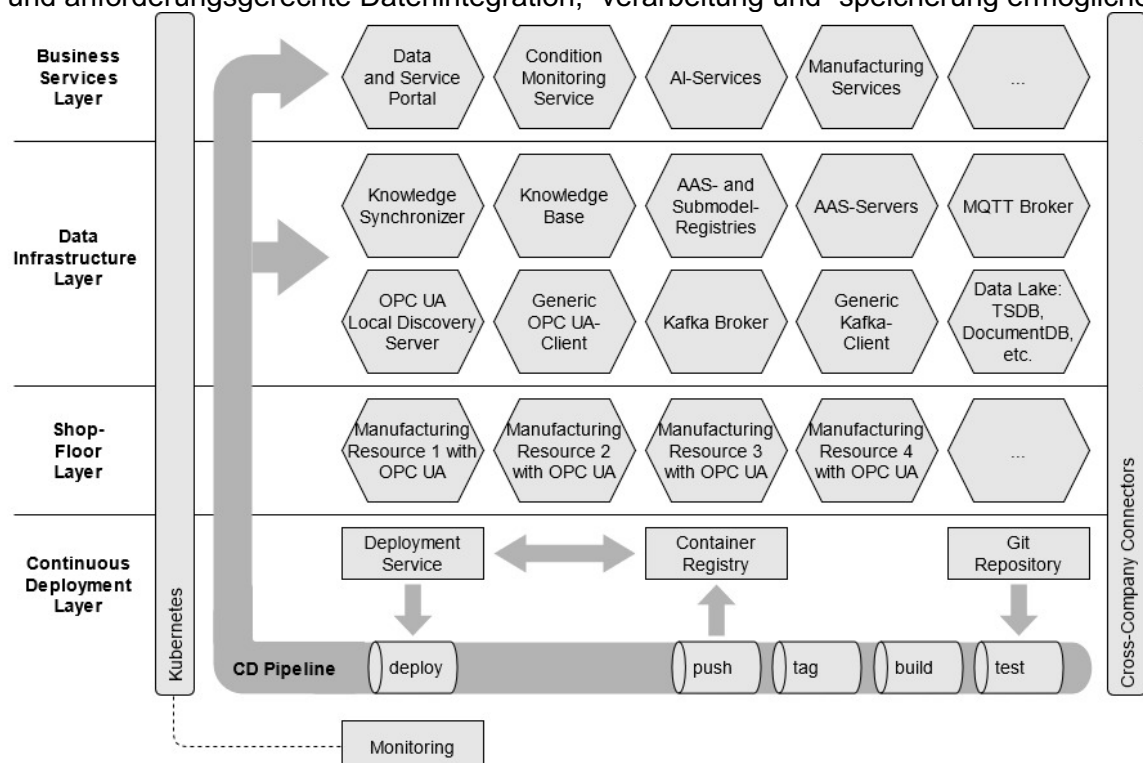 und anforderungsgerechte Datenintegration, -verarbeitung und -speicherung ermögliche
Business
Services
Layer
Data
and Service
Portal
Condition
Monitoring
Service
AI-Services
Manufacturing
Services
...
Data
Infrastructure
Layer
Knowledge
Synchronizer
Knowledge
Base
AAS- and
Submodel-
Registries
AAS-Servers
MQTT Broker
OPC UA
Local Discovery
Server
Generic
OPC UA-
Client
Kafka Broker
Generic
Kafka-
Client
Data Lake:
TSDB,
DocumentDB,
etc.
Shop-
Floor
Layer
Manufacturing
Resource 1 with
OPC UA
Manufacturing
Resource 2
with OPC UA
Manufacturing
Resource 3
with OPC UA
Manufacturing
Resource 4
with OPC UA
...
Continuous
Deployment
Layer
Deployment
Service
Container
Registry
Git
Repository
CD Pipeline
deploy
push
tag
build
test
Kubernetes
Cross-Company Connectors
Monitoring